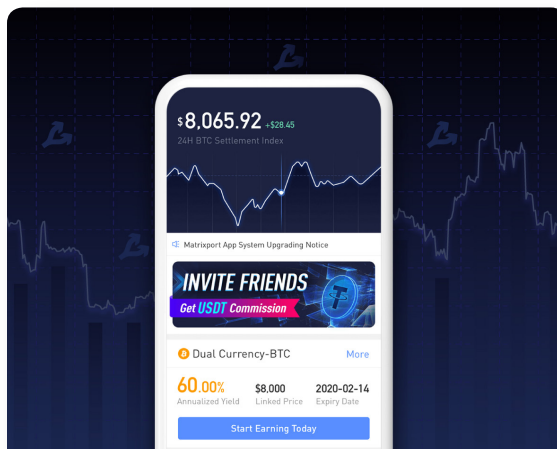 $8,065.92 +$28.45
24H BTC Settlement Index
Matrixport App System Upgrading Notice
INVITE FRIENDS
Get USDT Commission
Dual Currency-BTC More
60.00% $8,000 2020-02-14
Annualized Yield Linked Price Expiry Date
Start Earning Today